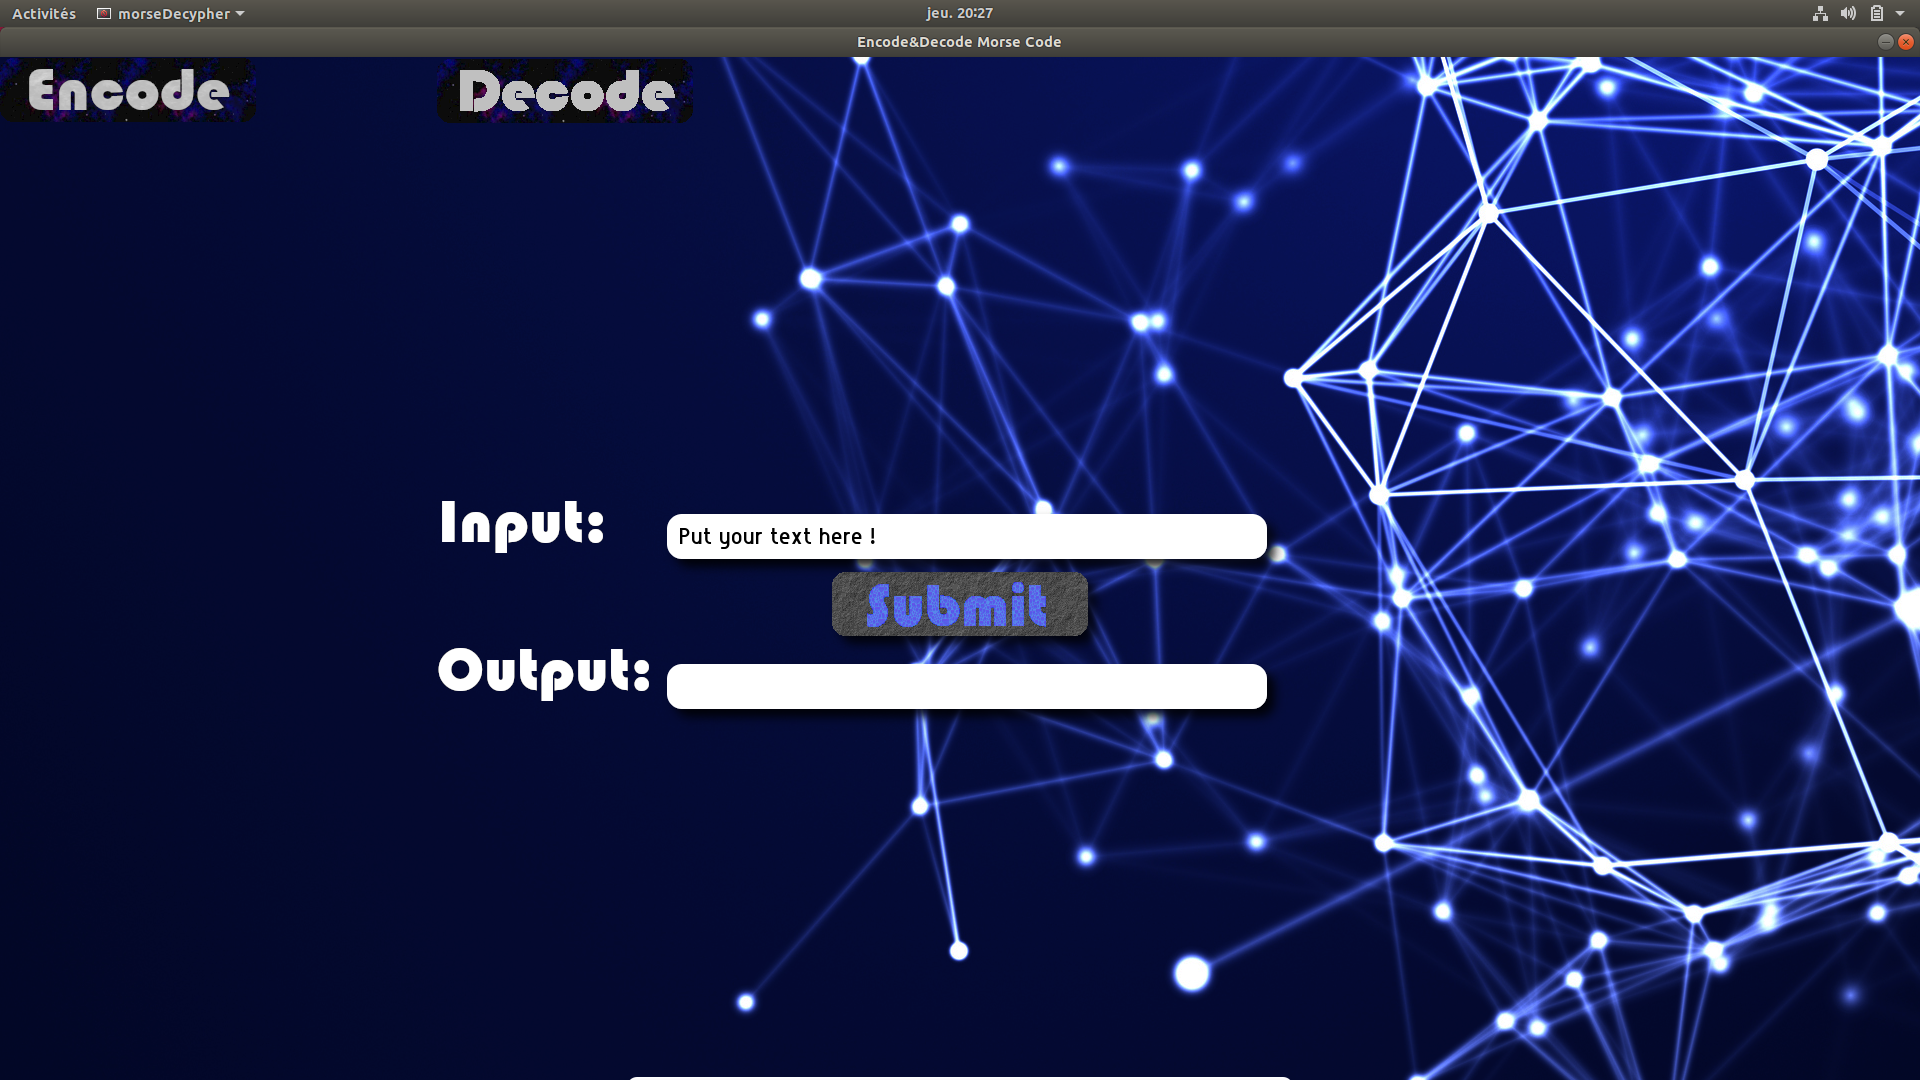 Activités morseDecypher jeu. 20:27
Encode&Decode Morse Code
Encode Decode
Input: Put your text here !
Submit
Output: